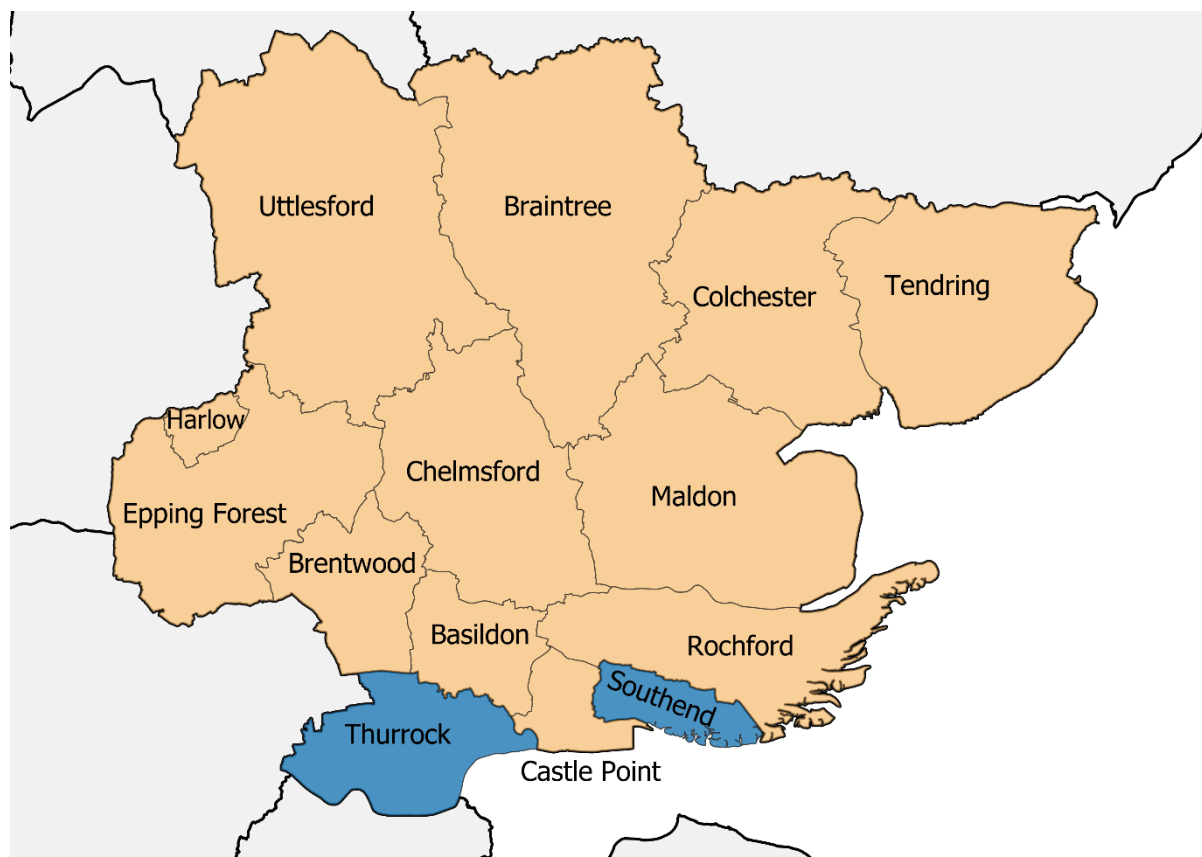 Uttlesford
Braintree
Colchester
Tendring
Harlow
Chelmsford
Maldon
Epping Forest
Brentwood
Basildon
Rochford
Southend
Thurrock
Castle Point